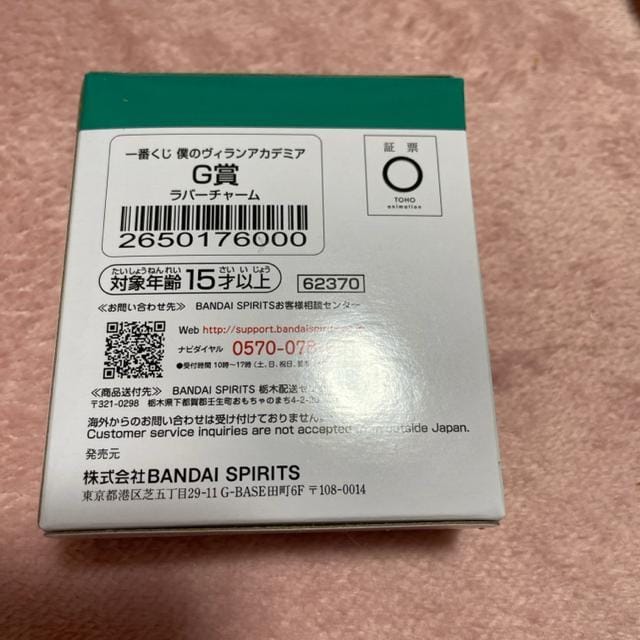 一番くじ 僕のヴィランアカデミア
G賞
ラバーチャーム
2650176000
証 票
TOHO
animation
たいしょうねんれい さい いじょう
対象年齢 15才以上
62370
≪お問い合わせ先≫ BANDAI SPIRITSお客様相談センター
Web http://support.bandaispirits
ナビダイヤル 0570-078
●受付時間 10時〜17時(土、日、祝日、
≪商品送付先≫ BANDAI SPIRITS 栃木配送セ
〒321-0298 栃木県下都賀郡壬生町おもちゃのまち4-2-20
海外からのお問い合わせは受け付けておりません。
Customer service inquiries are not accepted from outside Japan.
発売元
株式会社BANDAI SPIRITS
東京都港区芝五丁目29-11 G-BASE田町6F 〒108-0014